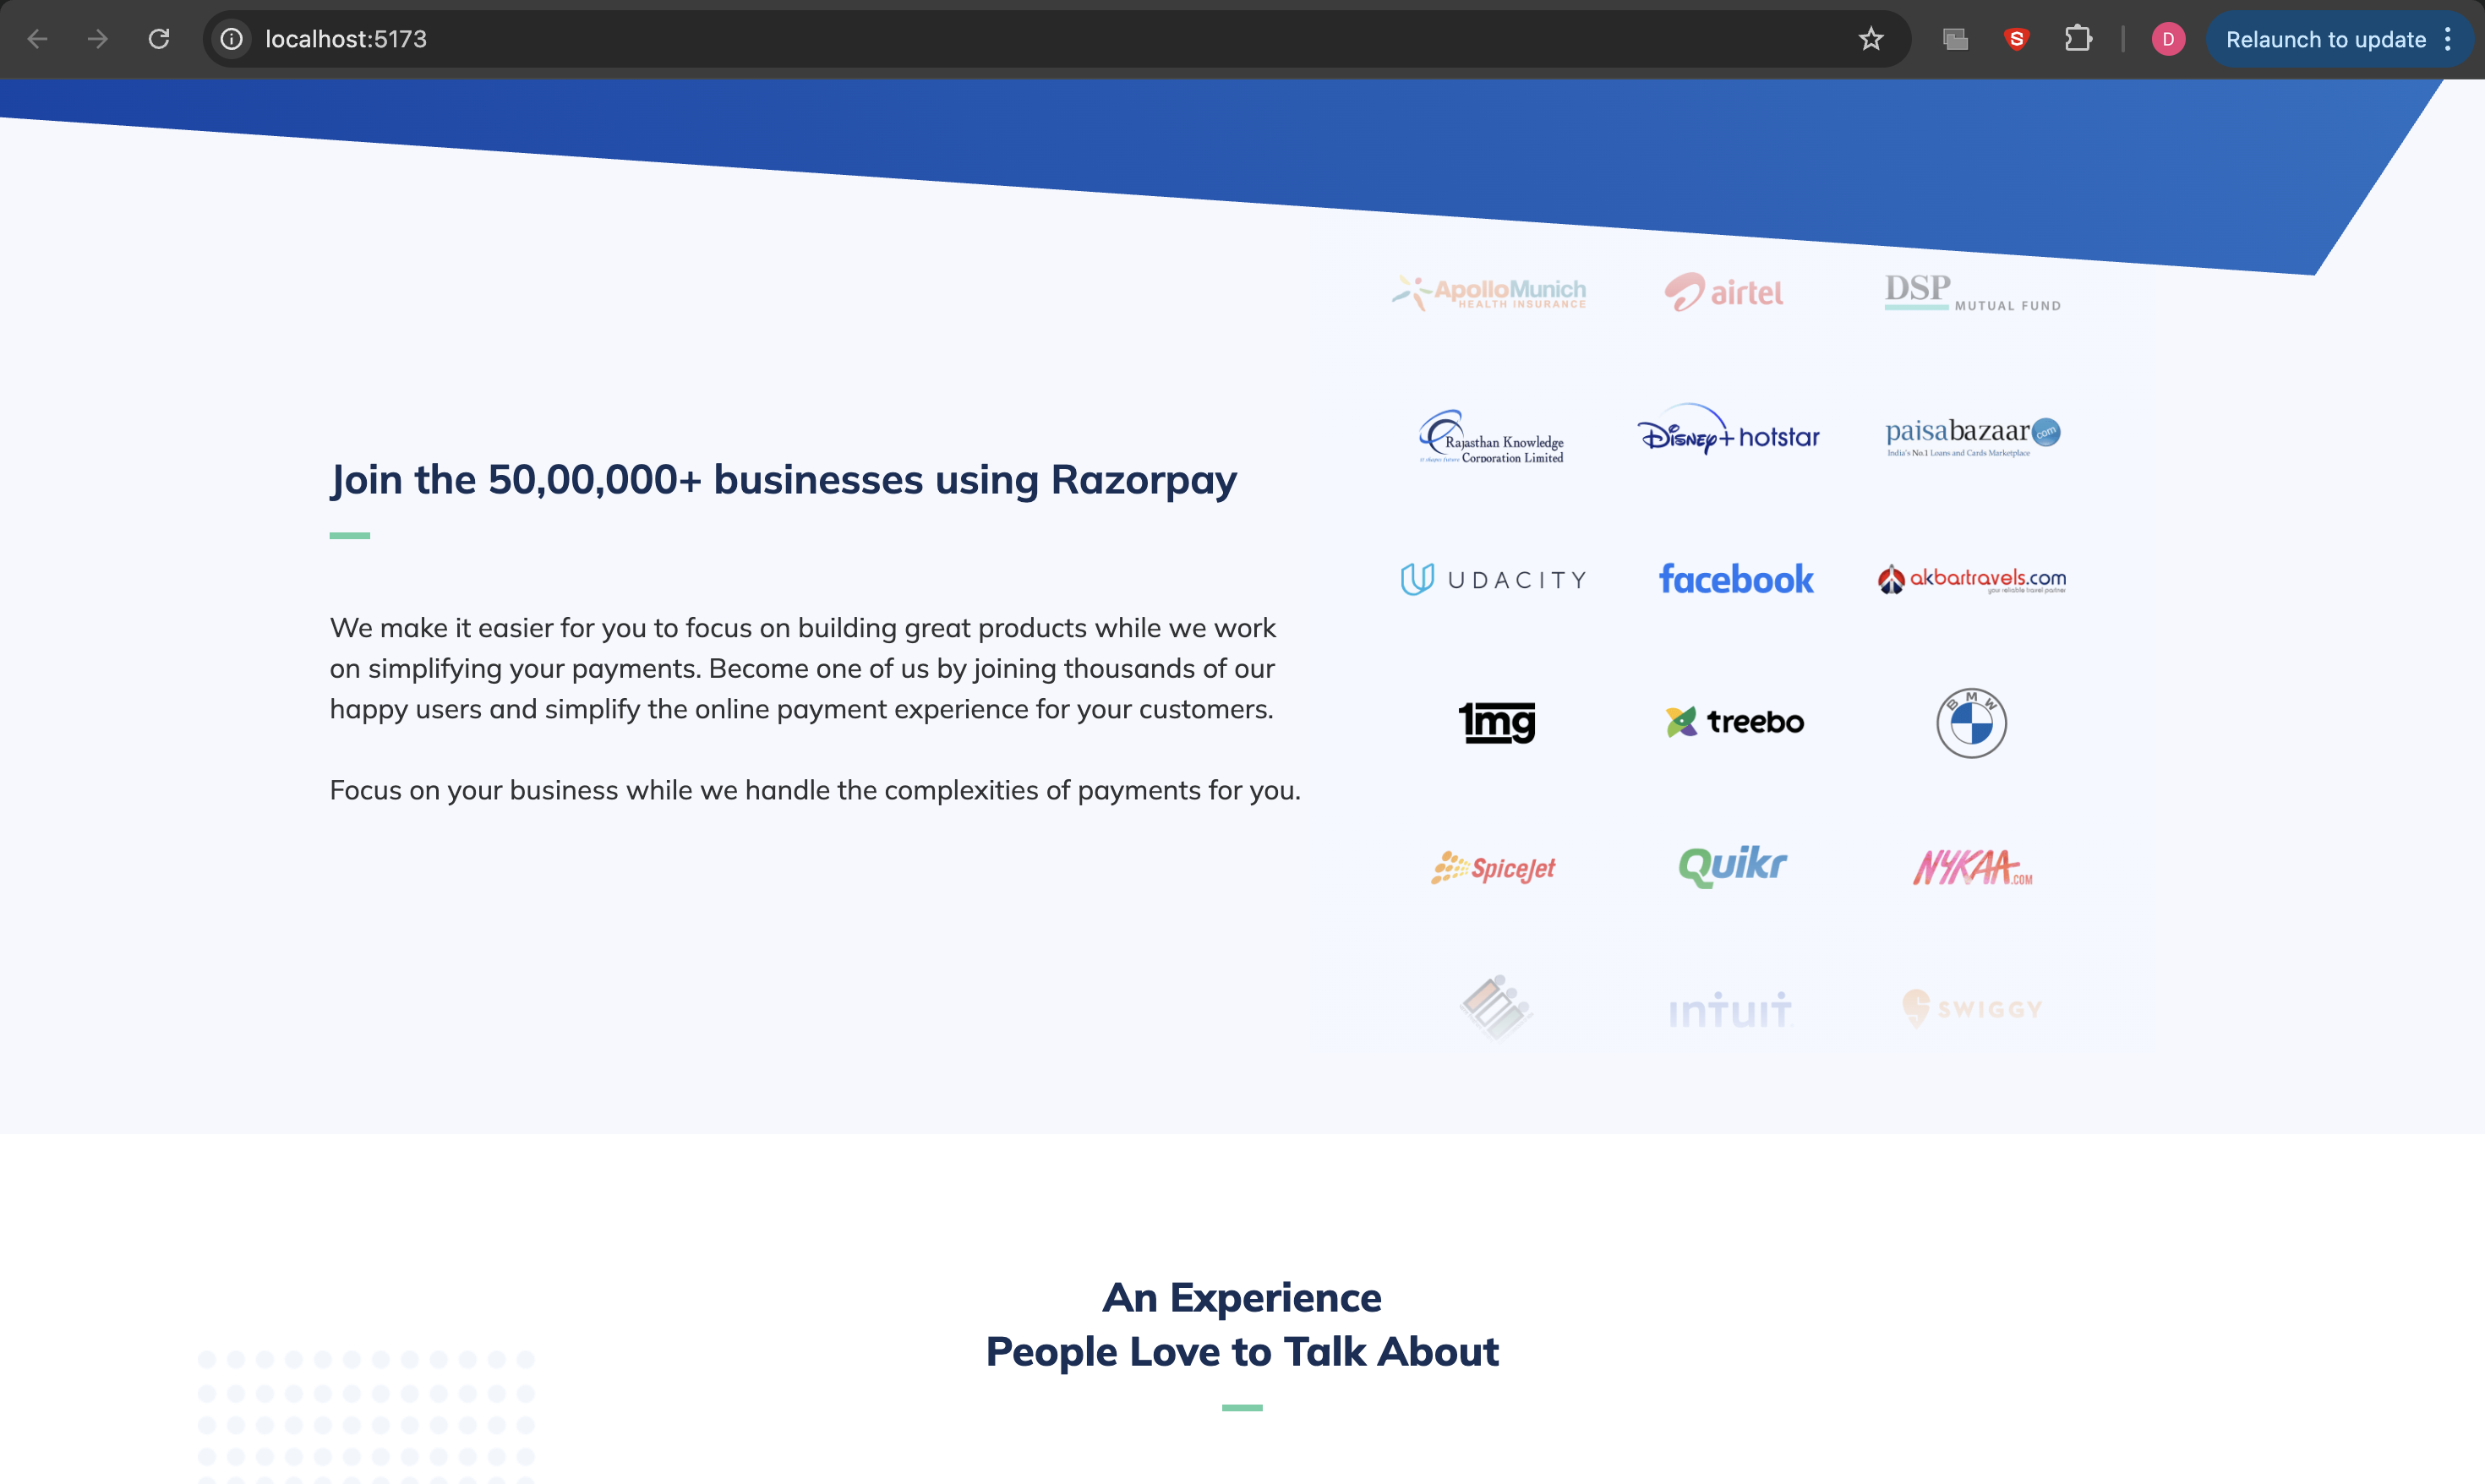 localhost:5173
D
Relaunch to update
ApolloMunich
HEALTH INSURANCE
airtel
DSP
MUTUAL FUND
Rajasthan Knowledge
Corporation Limited
Disney+ hotstar
paisabazaar.com
India's No.1 Loans and Cards Marketplace
Join the 50,00,000+ businesses using Razorpay
UDACITY
facebook
akbartravels.com
your reliable travel partner
We make it easier for you to focus on building great products while we work
on simplifying your payments. Become one of us by joining thousands of our
happy users and simplify the online payment experience for your customers.
1mg
treebo
BMW
Focus on your business while we handle the complexities of payments for you.
SpiceJet
Quikr
NYKAA.COM
intuit
SWIGGY
An Experience
People Love to Talk About